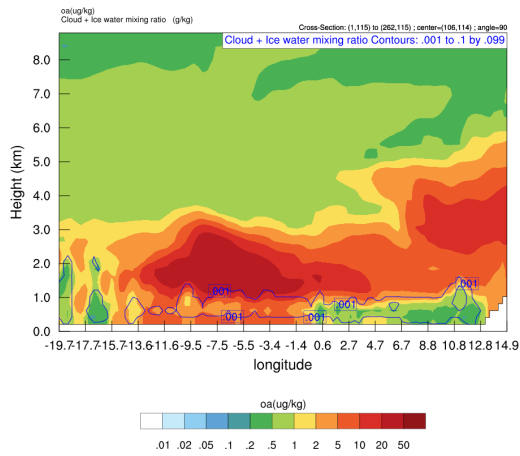 oa(ug/kg)
Cloud + Ice water mixing ratio (g/kg)
Cross-Section: (1,115) to (262,115) ; center=(106,114) ; angle=90
Cloud + Ice water mixing ratio Contours: .001 to .1 by .099
8.0
7.0
6.0
5.0
4.0
3.0
2.0
1.0
0.0
Height (km)
.001
.001
.001
.001
.001
-19.7-17.7-15.7-13.6-11.6-9.5 -7.5 -5.5 -3.4 -1.4 0.6 2.7 4.7 6.7 8.8 10.8 12.8 14.9
longitude
oa(ug/kg)
.01 .02 .05 .1 .2 .5 1 2 5 10 20 50